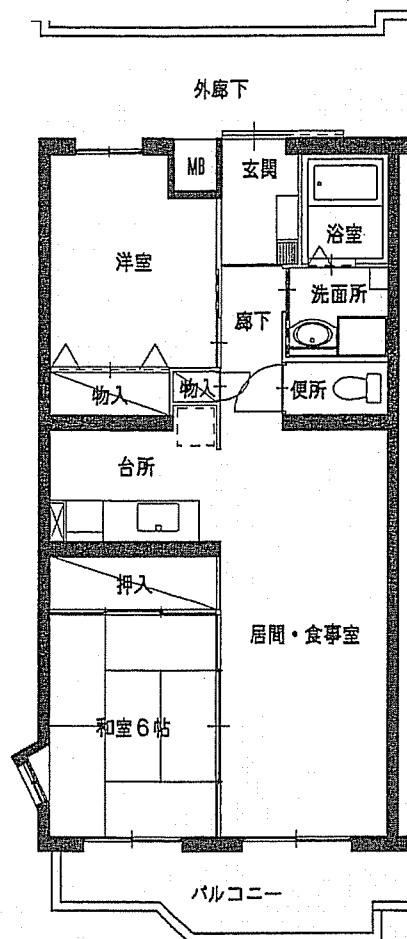 外廊下
MB
玄関
浴室
洋室
洗面所
廊下
物入
物入
便所
台所
押入
居間・食事室
和室6帖
バルコニー